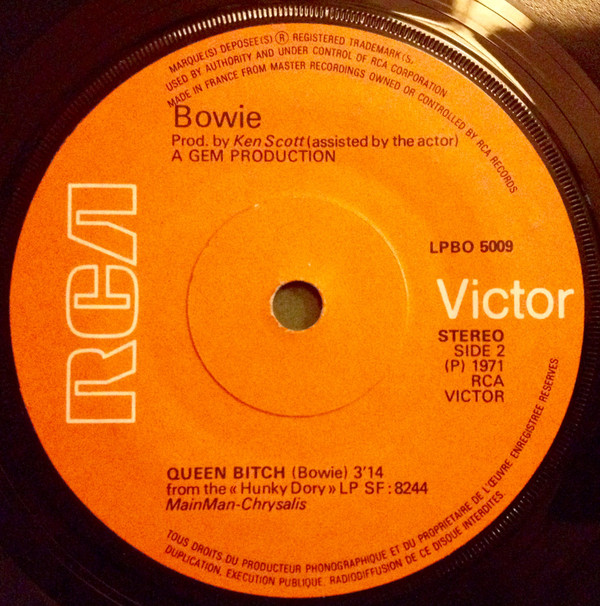 MARQUE(S) DEPOSEE(S) ® REGISTERED TRADEMARK(S,
USED BY AUTHORITY AND UNDER CONTROL OF RCA CORPORATION
MADE IN FRANCE FROM MASTER RECORDINGS OWNED OR CONTROLLED BY RCA RECORDS
Bowie
Prod. by Ken Scott (assisted by the actor)
A GEM PRODUCTION
RCA
LPBO 5009
Victor
STEREO
SIDE 2
(P) 1971
RCA
VICTOR
QUEEN BITCH (Bowie) 3'14
from the « Hunky Dory » LP SF : 8244
MainMan-Chrysalis
TOUS DROITS DU PRODUCTEUR PHONOGRAPHIQUE ET DU PROPRIETAIRE DE L'ŒUVRE ENREGISTREE RESERVES
DUPLICATION, EXECUTION PUBLIQUE, RADIODIFFUSION DE CE DISQUE INTERDITES.